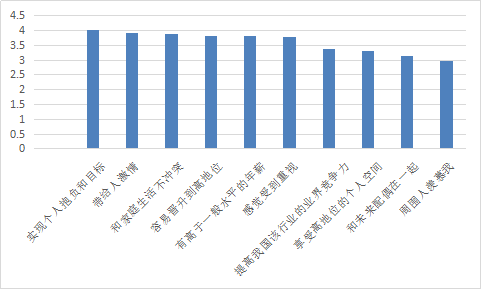 4.5
4
3.5
3
2.5
2
1.5
1
0.5
0
实现个人抱负和目标
带给人激情
和家庭生活不冲突
容易晋升到高地位
有高于一般水平的年薪
感觉受到重视
提高我国该行业的业界竞争力
享受高地位的个人空间
和未来配偶在一起
周围人羡慕我